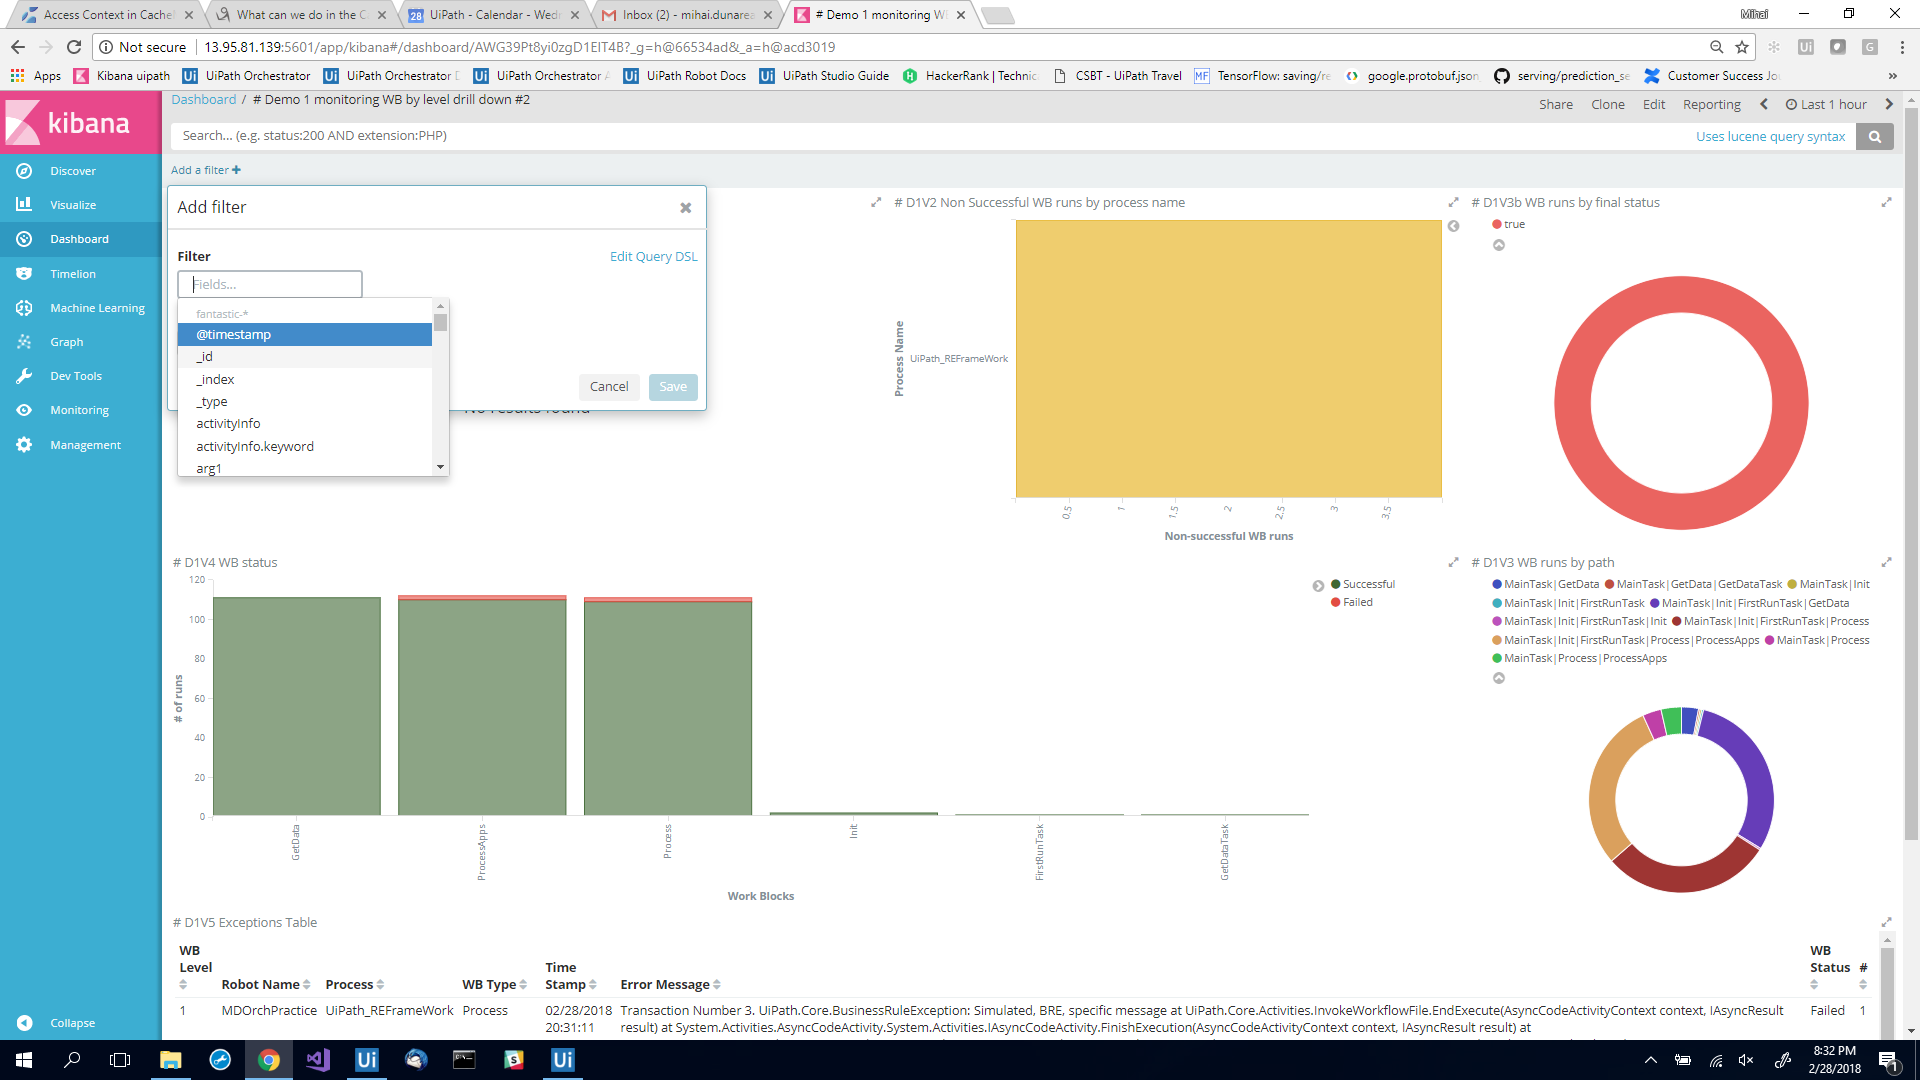 Access Context in Cache
What can we do in the C
28 UiPath - Calendar - Wedn
Inbox (2) - mihai.dunarea
# Demo 1 monitoring WB
Mihai
Not secure 13.95.81.139:5601/app/kibana#/dashboard/AWG39Pt8yi0zgD1EIT4B?_g=h@66534ad&_a=h@acd3019
Apps Kibana uipath UiPath Orchestrator UiPath Orchestrator D UiPath Orchestrator A UiPath Robot Docs UiPath Studio Guide HackerRank | Technic CSBT - UiPath Travel TensorFlow: saving/re google.protobuf.json serving/prediction_se Customer Success Jou »
kibana
Discover
Visualize
Dashboard
Timelion
Machine Learning
Graph
Dev Tools
Monitoring
Management
Collapse
Dashboard / # Demo 1 monitoring WB by level drill down #2
Share Clone Edit Reporting Last 1 hour
Search... (e.g. status:200 AND extension:PHP)
Uses lucene query syntax
Add a filter
Add filter
Filter
Edit Query DSL
Fields...
fantastic-*
@timestamp
_id
_index
_type
activityInfo
activityInfo.keyword
arg1
Cancel
Save
No results found
# D1V2 Non Successful WB runs by process name
Process Name
UiPath_REFrameWork
0.5 1 1.5 2 2.5 3 3.5
Non-successful WB runs
# D1V3b WB runs by final status
true
# D1V4 WB status
# of runs
120
100
80
60
40
20
0
GetData
ProcessApps
Process
Init
FirstRunTask
GetDataTask
Work Blocks
Successful
Failed
# D1V3 WB runs by path
MainTask|GetData MainTask|GetData|GetDataTask MainTask|Init
MainTask|Init|FirstRunTask MainTask|Init|FirstRunTask|GetData
MainTask|Init|FirstRunTask|Init MainTask|Init|FirstRunTask|Process
MainTask|Init|FirstRunTask|Process|ProcessApps MainTask|Process
MainTask|Process|ProcessApps
# D1V5 Exceptions Table
WB Level Robot Name Process WB Type Time Stamp Error Message WB Status #
1 MDOrchPractice UiPath_REFrameWork Process 02/28/2018 20:31:11 Transaction Number 3. UiPath.Core.BusinessRuleException: Simulated, BRE, specific message at UiPath.Core.Activities.InvokeWorkflowFile.EndExecute(AsyncCodeActivityContext context, IAsyncResult Failed 1
result) at System.Activities.AsyncCodeActivity.System.Activities.IAsyncCodeActivity.FinishExecution(AsyncCodeActivityContext context, IAsyncResult result) at
8:32 PM
2/28/2018
1